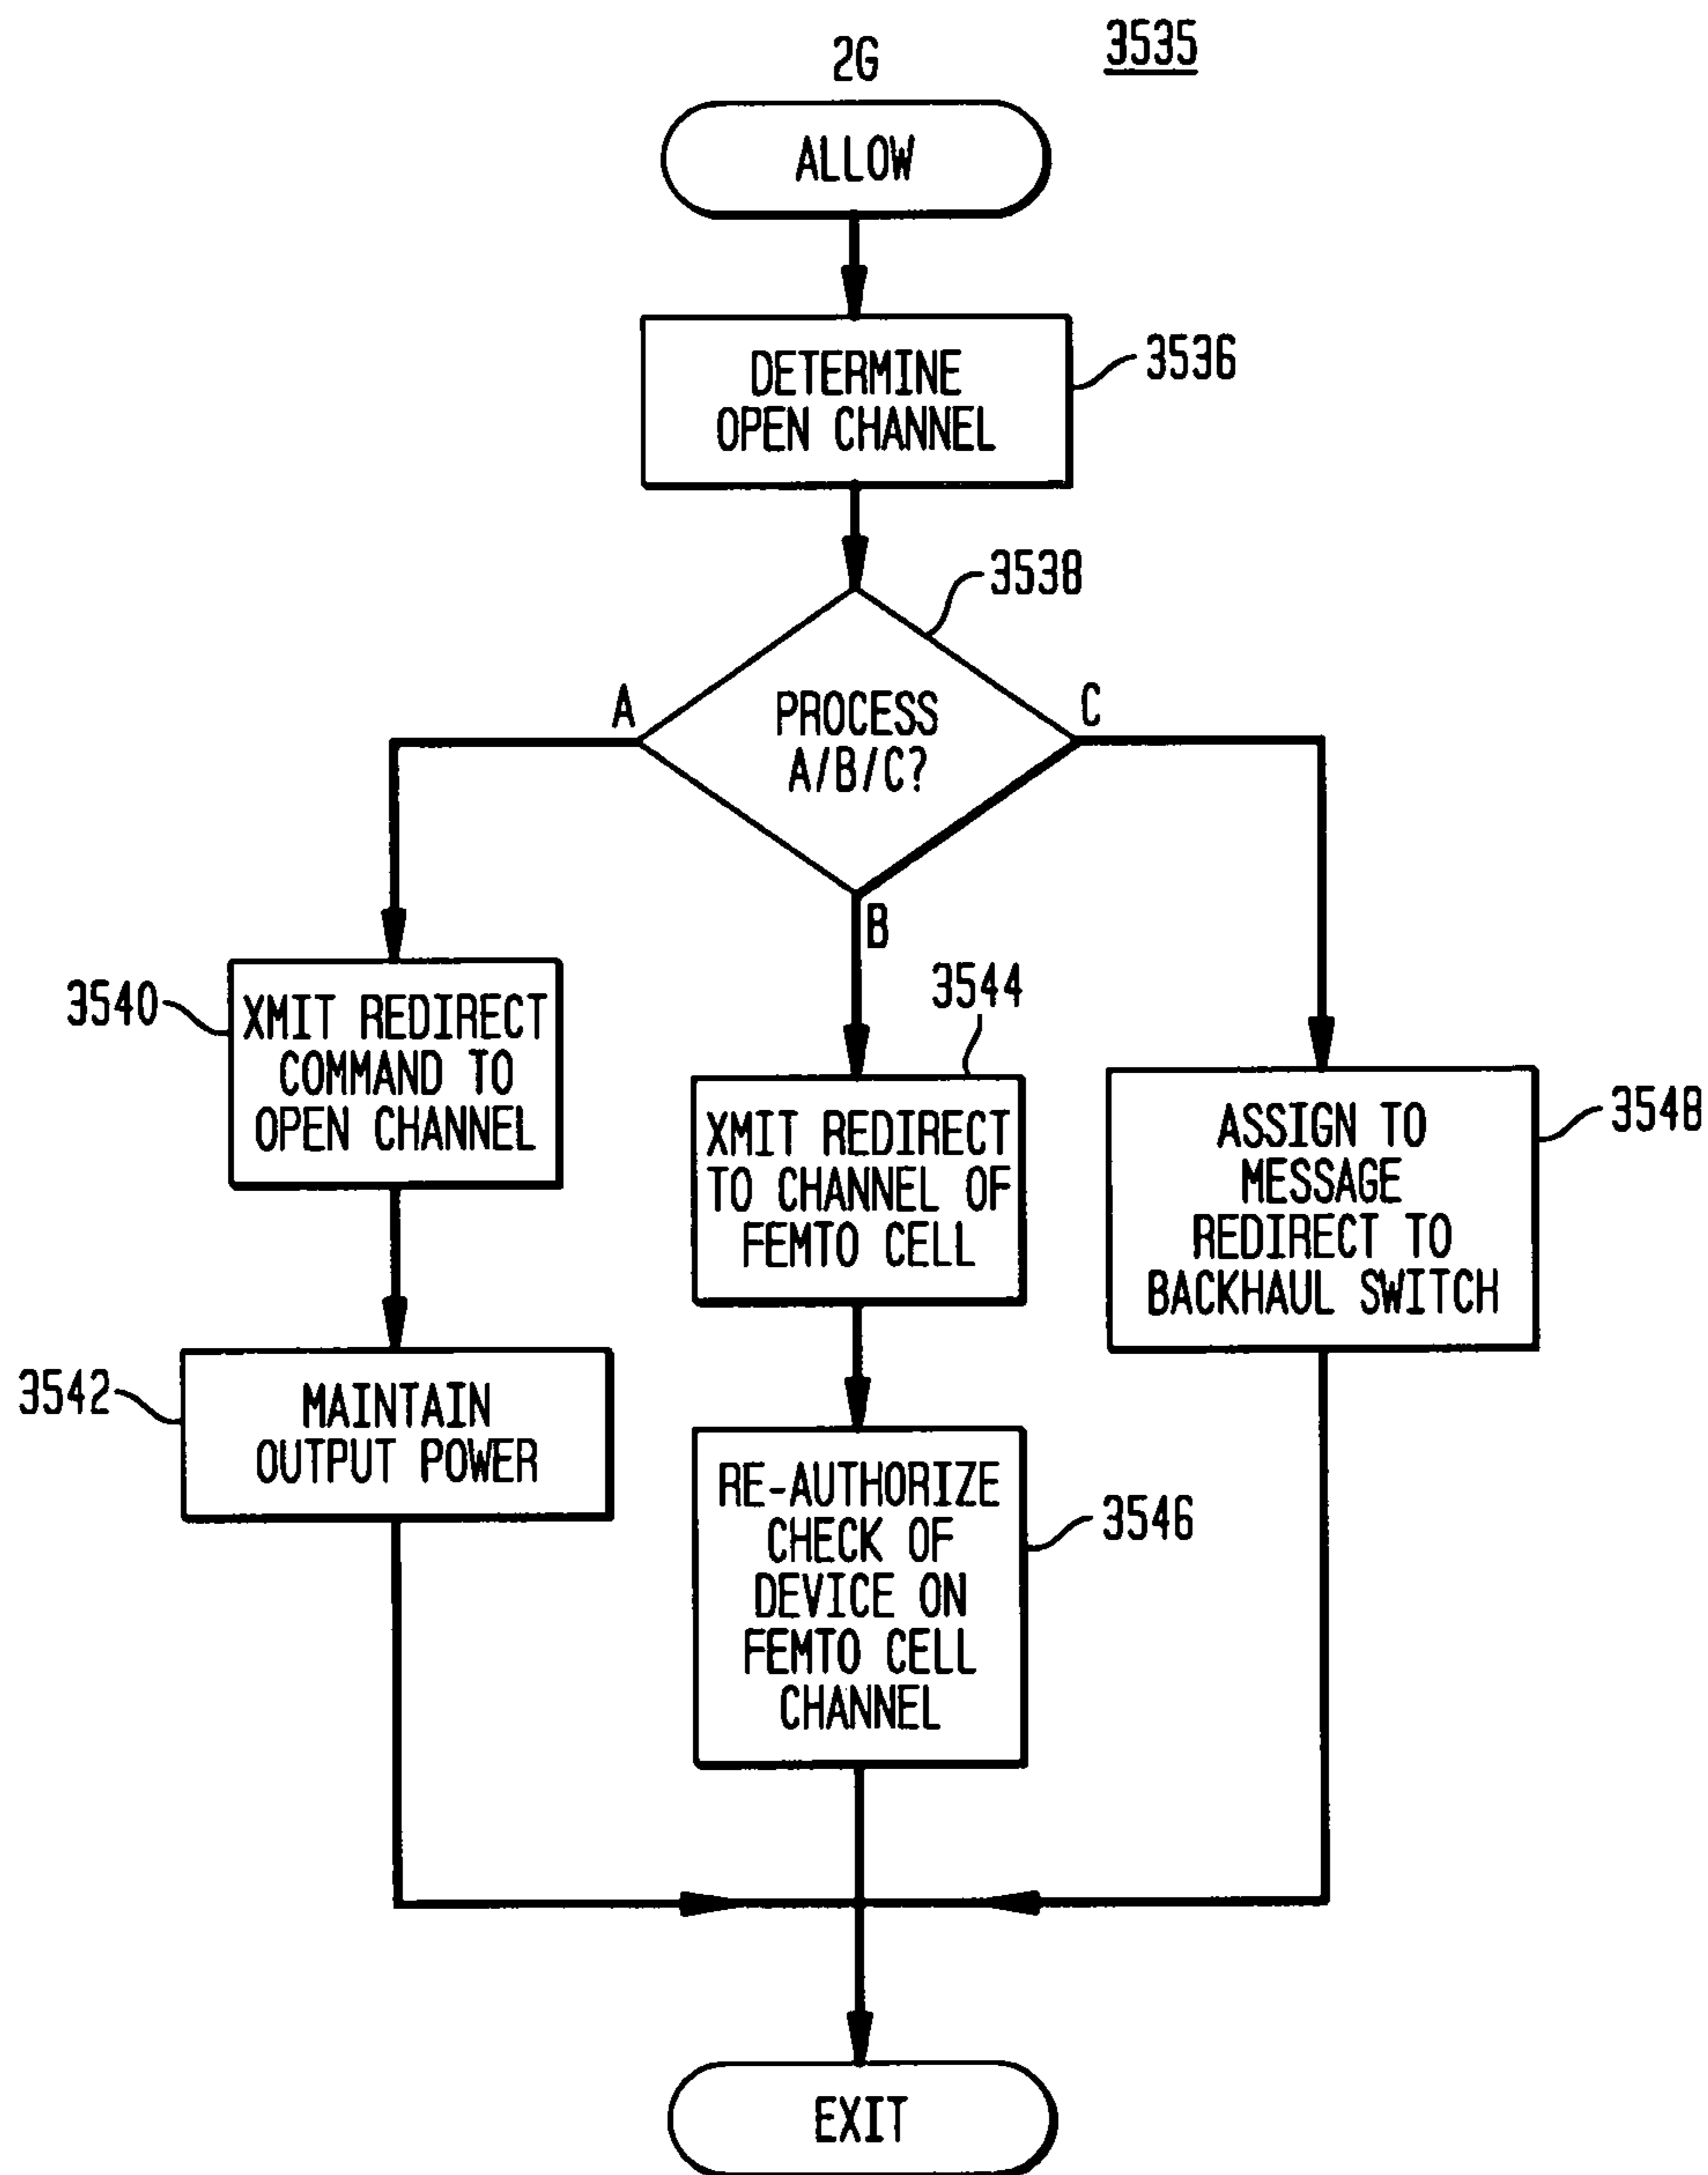 2G
3535
ALLOW
DETERMINE
OPEN CHANNEL
3536
3538
A
PROCESS
A/B/C?
C
B
3540
XMIT REDIRECT
COMMAND TO
OPEN CHANNEL
3544
XMIT REDIRECT
TO CHANNEL OF
FEMTO CELL
ASSIGN TO
MESSAGE
REDIRECT TO
BACKHAUL SWITCH
3548
3542
MAINTAIN
OUTPUT POWER
RE-AUTHORIZE
CHECK OF
DEVICE ON
FEMTO CELL
CHANNEL
3546
EXIT